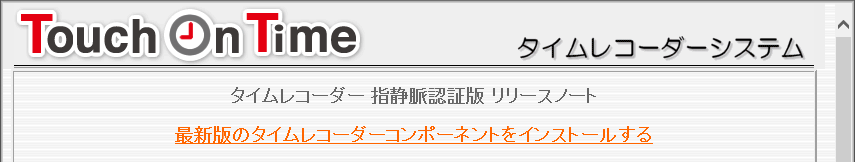 Touch On Time
タイムレコーダーシステム
タイムレコーダー 指静脈認証版 リリースノート
最新版のタイムレコーダーコンポーネントをインストールする